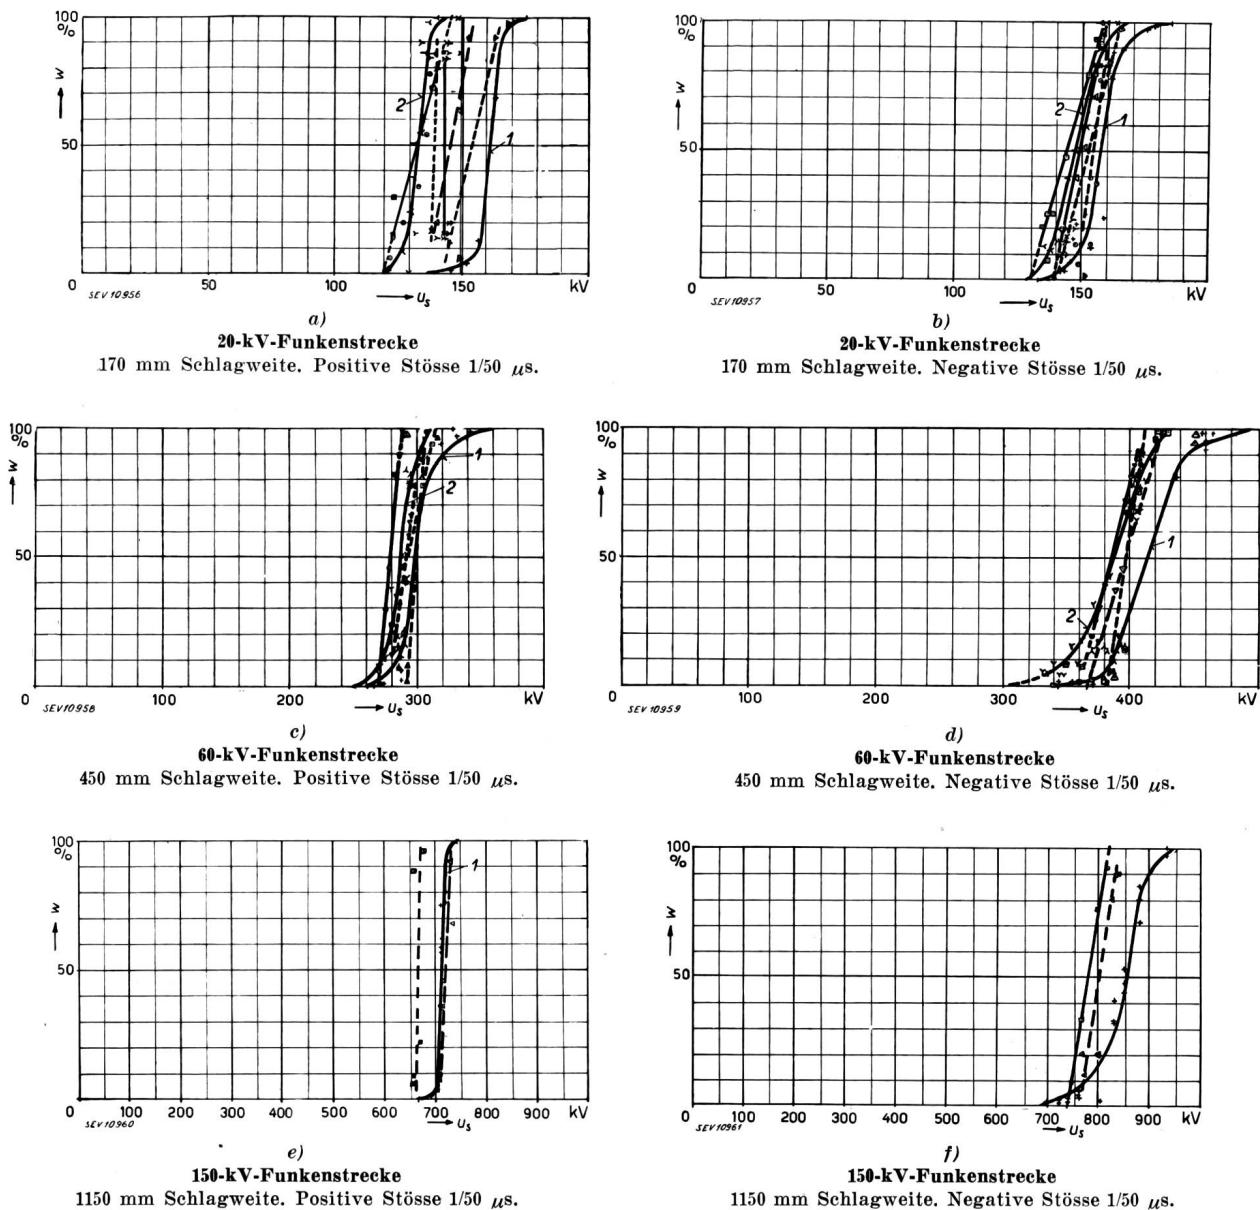 100
%
w
50
2
1
0
50
100
150
kV
SEV 10956
→ us
a)
20-kV-Funkenstrecke
170 mm Schlagweite. Positive Stösse 1/50 μs.
100
%
w
50
2
1
0
50
100
150
kV
SEV 10957
→ us
b)
20-kV-Funkenstrecke
170 mm Schlagweite. Negative Stösse 1/50 μs.
100
%
w
50
1
2
0
100
200
300
kV
SEV 10958
→ us
c)
60-kV-Funkenstrecke
450 mm Schlagweite. Positive Stösse 1/50 μs.
100
%
w
50
1
2
0
100
200
300
400
kV
SEV 10959
→ us
d)
60-kV-Funkenstrecke
450 mm Schlagweite. Negative Stösse 1/50 μs.
100
%
w
50
1
0 100 200 300 400 500 600 700 800 900 kV
SEV 10960
→ us
e)
150-kV-Funkenstrecke
1150 mm Schlagweite. Positive Stösse 1/50 μs.
100
%
w
50
1
0 100 200 300 400 500 600 700 800 900 kV
SEV 10961
→ us
f)
150-kV-Funkenstrecke
1150 mm Schlagweite. Negative Stösse 1/50 μs.